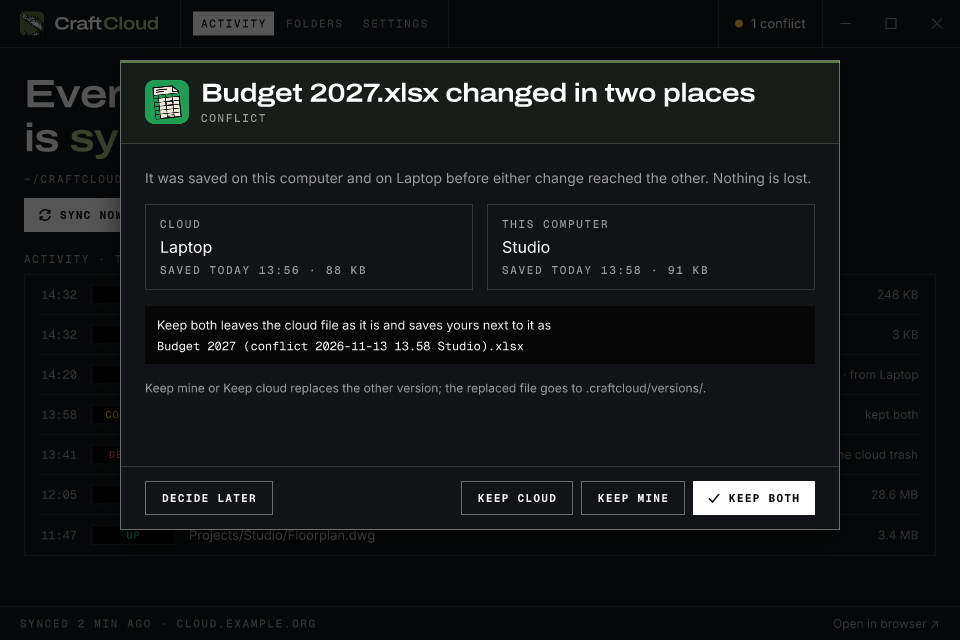 CraftCloud
ACTIVITY FOLDERS SETTINGS
1 conflict
Ever
is sy
~/CRAFTCLOUD
SYNC NOW
ACTIVITY ·
Budget 2027.xlsx changed in two places
CONFLICT
It was saved on this computer and on Laptop before either change reached the other. Nothing is lost.
CLOUD
Laptop
SAVED TODAY 13:56 · 88 KB
THIS COMPUTER
Studio
SAVED TODAY 13:58 · 91 KB
Keep both leaves the cloud file as it is and saves yours next to it as
Budget 2027 (conflict 2026-11-13 13.58 Studio).xlsx
Keep mine or Keep cloud replaces the other version; the replaced file goes to .craftcloud/versions/.
DECIDE LATER
KEEP CLOUD
KEEP MINE
KEEP BOTH
14:32 248 KB
14:32 3 KB
14:20 · from Laptop
13:58 CO kept both
13:41 DE he cloud trash
12:05 28.6 MB
11:47 UP Projects/Studio/Floorplan.dwg 3.4 MB
SYNCED 2 MIN AGO · CLOUD.EXAMPLE.ORG
Open in browser ↗